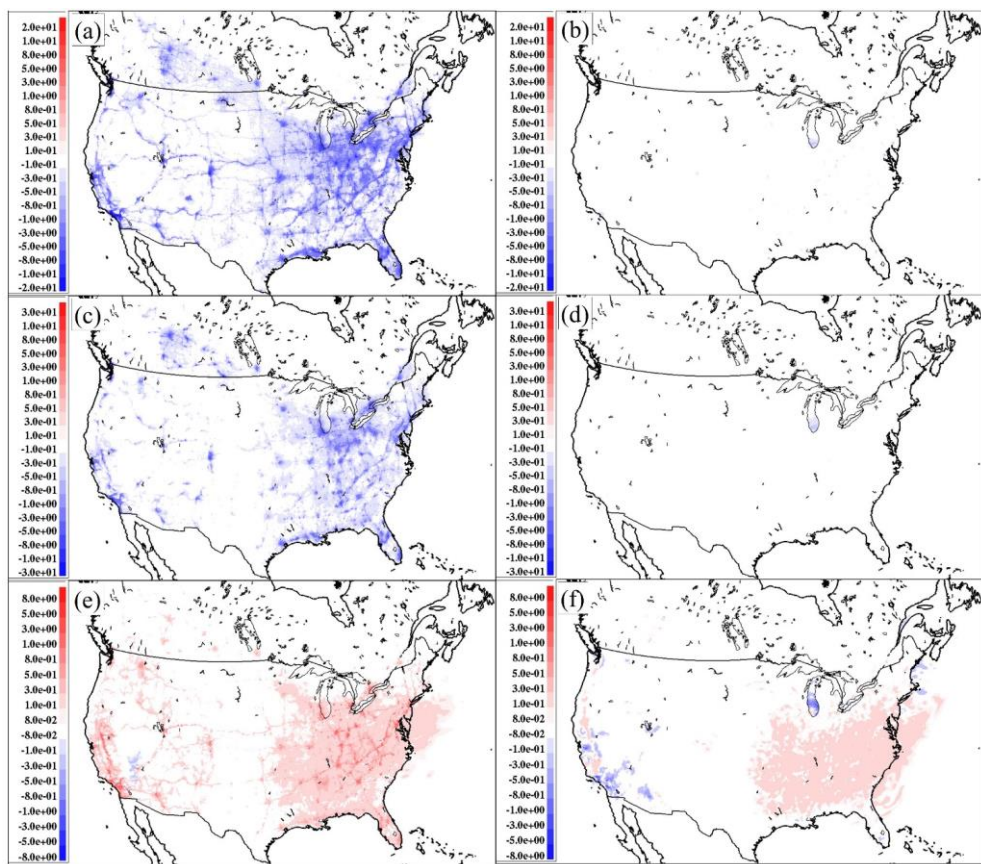 (a)
2.0e+01
1.0e+01
8.0e+00
5.0e+00
3.0e+00
1.0e+00
8.0e-01
5.0e-01
3.0e-01
1.0e-01
-1.0e-01
-3.0e-01
-5.0e-01
-8.0e-01
-1.0e+00
-3.0e+00
-5.0e+00
-8.0e+00
-1.0e+01
-2.0e+01
(b)
2.0e+01
1.0e+01
8.0e+00
5.0e+00
3.0e+00
1.0e+00
8.0e-01
5.0e-01
3.0e-01
1.0e-01
-1.0e-01
-3.0e-01
-5.0e-01
-8.0e-01
-1.0e+00
-3.0e+00
-5.0e+00
-8.0e+00
-1.0e+01
-2.0e+01
(c)
3.0e+01
1.0e+01
8.0e+00
5.0e+00
3.0e+00
1.0e+00
8.0e-01
5.0e-01
3.0e-01
1.0e-01
-1.0e-01
-3.0e-01
-5.0e-01
-8.0e-01
-1.0e+00
-3.0e+00
-5.0e+00
-8.0e+00
-1.0e+01
-3.0e+01
(d)
3.0e+01
1.0e+01
8.0e+00
5.0e+00
3.0e+00
1.0e+00
8.0e-01
5.0e-01
3.0e-01
1.0e-01
-1.0e-01
-3.0e-01
-5.0e-01
-8.0e-01
-1.0e+00
-3.0e+00
-5.0e+00
-8.0e+00
-1.0e+01
-3.0e+01
(e)
8.0e+00
5.0e+00
3.0e+00
1.0e+00
8.0e-01
5.0e-01
3.0e-01
1.0e-01
8.0e-02
-8.0e-02
-1.0e-01
-3.0e-01
-5.0e-01
-8.0e-01
-1.0e+00
-3.0e+00
-5.0e+00
-8.0e+00
(f)
8.0e+00
5.0e+00
3.0e+00
1.0e+00
8.0e-01
5.0e-01
3.0e-01
1.0e-01
8.0e-02
-8.0e-02
-1.0e-01
-3.0e-01
-5.0e-01
-8.0e-01
-1.0e+00
-3.0e+00
-5.0e+00
-8.0e+00